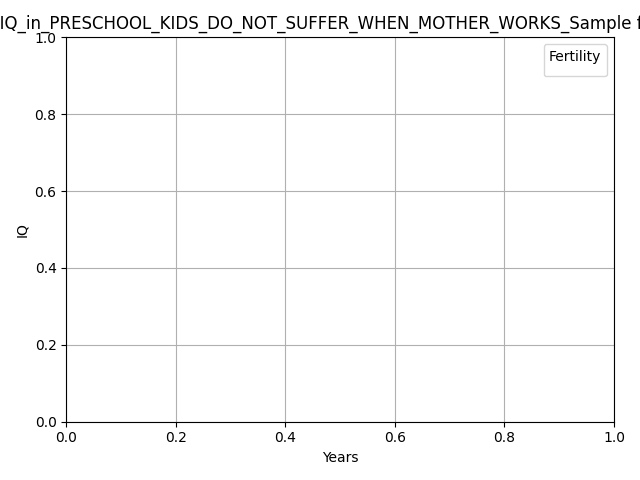 IQ_in_PRESCHOOL_KIDS_DO_NOT_SUFFER_WHEN_MOTHER_WORKS_Sample f
Fertility
1.0
0.8
0.6
0.4
0.2
0.0
IQ
0.0 0.2 0.4 0.6 0.8 1.0
Years